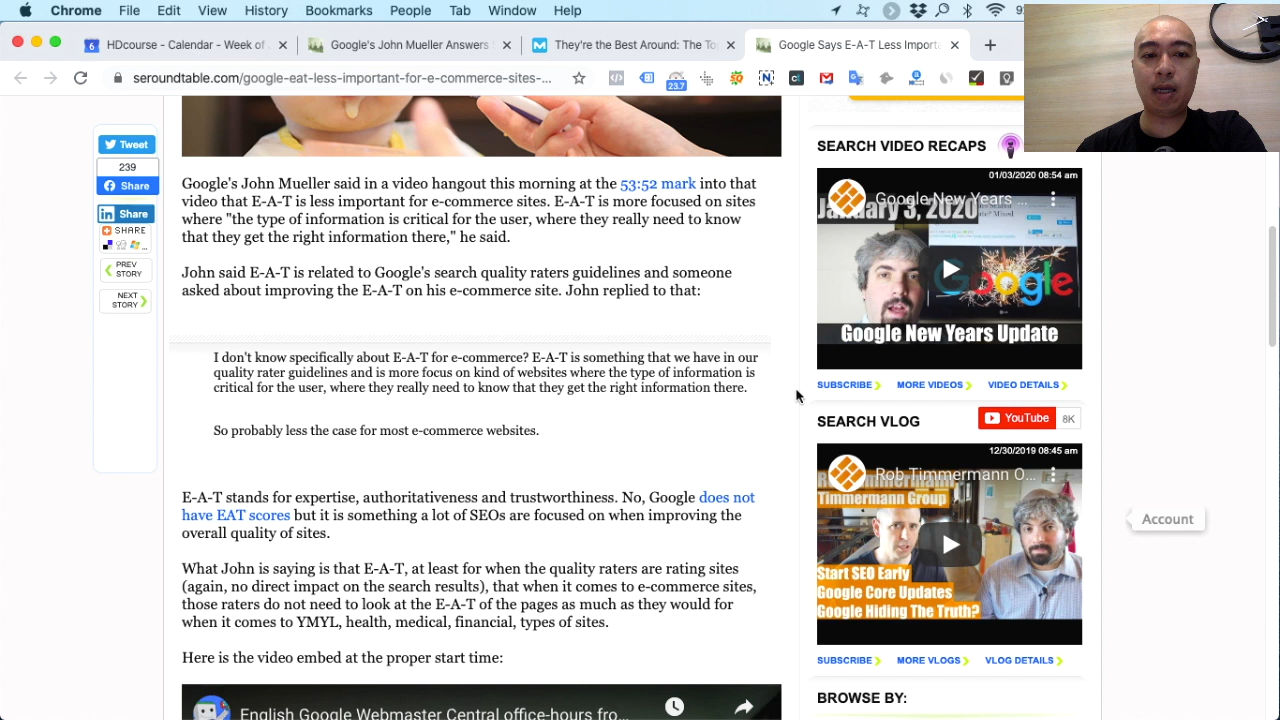 Chrome File Edit View History Bookmarks People Tab Window Help
HDcourse - Calendar - Week of
Google's John Mueller Answers
They're the Best Around: The To
Google Says E-A-T Less Importa
seroundtable.com/google-eat-less-important-for-e-commerce-sites-...
23.7
Tweet
239
Share
Share
SHARE
PREV
STORY
NEXT
STORY
Google's John Mueller said in a video hangout this morning at the 53:52 mark into that
video that E-A-T is less important for e-commerce sites. E-A-T is more focused on sites
where "the type of information is critical for the user, where they really need to know
that they get the right information there," he said.
John said E-A-T is related to Google's search quality raters guidelines and someone
asked about improving the E-A-T on his e-commerce site. John replied to that:
I don't know specifically about E-A-T for e-commerce? E-A-T is something that we have in our
quality rater guidelines and is more focus on kind of websites where the type of information is
critical for the user, where they really need to know that they get the right information there.
So probably less the case for most e-commerce websites.
E-A-T stands for expertise, authoritativeness and trustworthiness. No, Google does not
have EAT scores but it is something a lot of SEOs are focused on when improving the
overall quality of sites.
What John is saying is that E-A-T, at least for when the quality raters are rating sites
(again, no direct impact on the search results), that when it comes to e-commerce sites,
those raters do not need to look at the E-A-T of the pages as much as they would for
when it comes to YMYL, health, medical, financial, types of sites.
Here is the video embed at the proper start time:
English Google Webmaster Central office-hours fro...
SEARCH VIDEO RECAPS
01/03/2020 08:54 am
Google New Years ...
January 3, 2020
Google
Google New Years Update
SUBSCRIBE MORE VIDEOS VIDEO DETAILS
SEARCH VLOG
YouTube 8K
12/30/2019 08:45 am
Rob Timmermann O...
Timmermann Group
Start SEO Early
Google Core Updates
Google Hiding The Truth?
SUBSCRIBE MORE VLOGS VLOG DETAILS
BROWSE BY:
Account